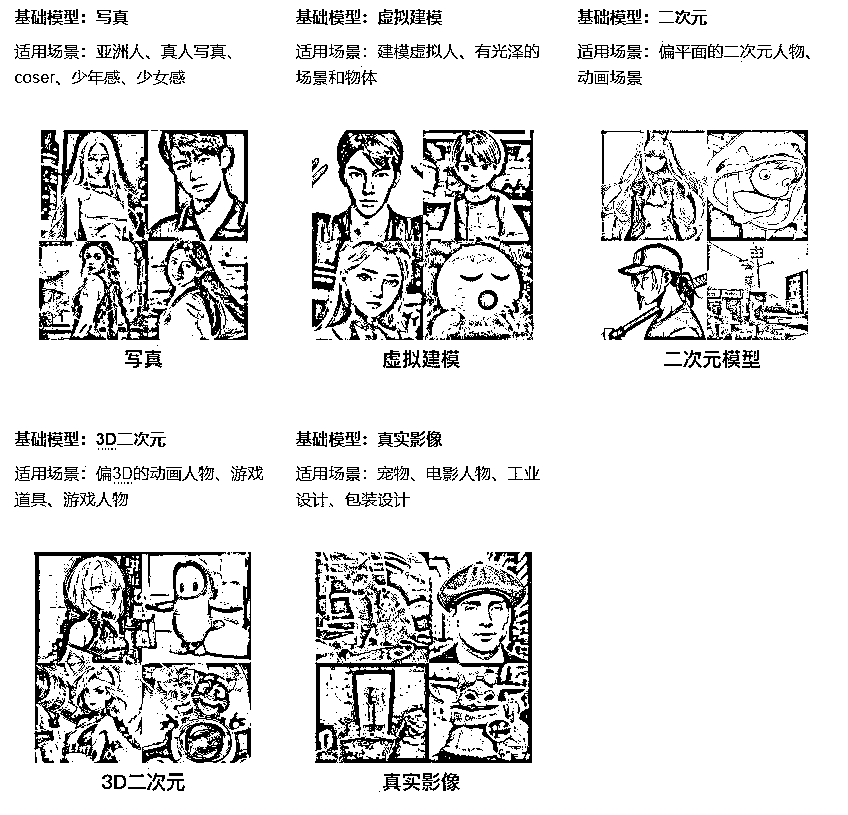 基础模型：写真
适用场景：亚洲人、真人写真、
coser、少年感、少女感
写真
基础模型：虚拟建模
适用场景：建模虚拟人、有光泽的
场景和物体
虚拟建模
基础模型：二次元
适用场景：偏平面的二次元人物、
动画场景
二次元模型
基础模型：3D二次元
适用场景：偏3D的动画人物、游戏
道具、游戏人物
3D二次元
基础模型：真实影像
适用场景：宠物、电影人物、工业
设计、包装设计
真实影像